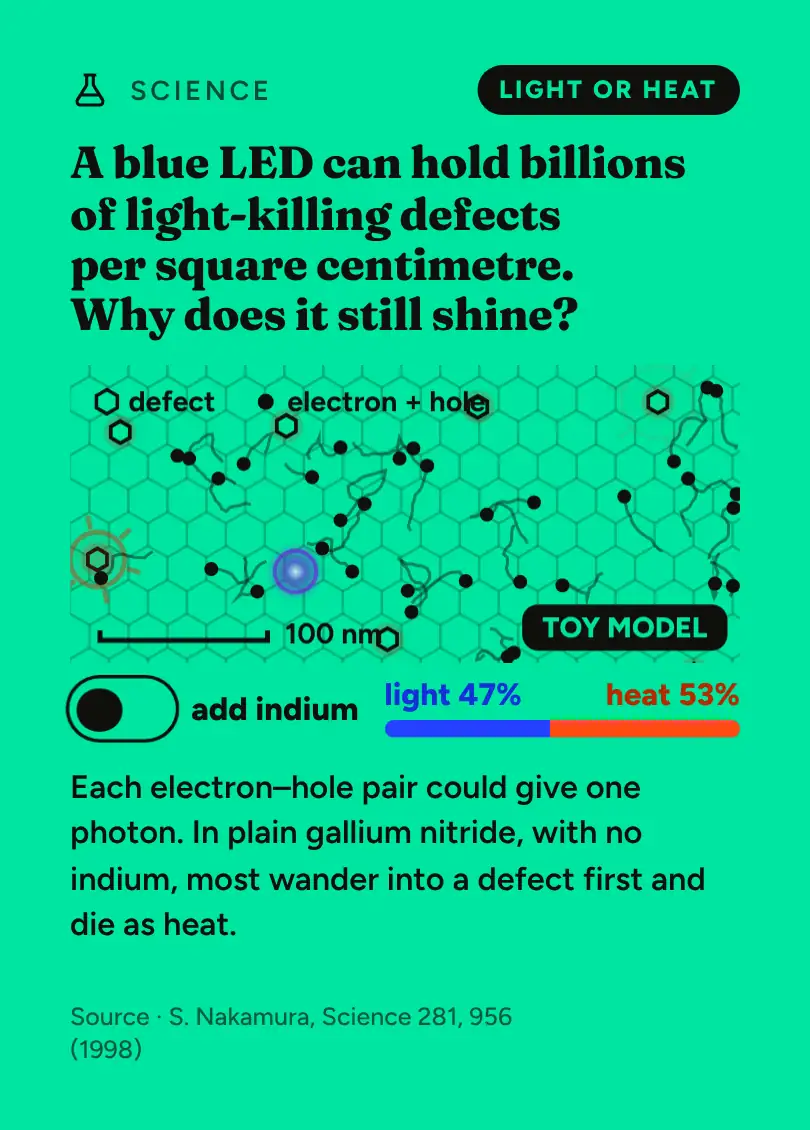 SCIENCE
LIGHT OR HEAT
A blue LED can hold billions
of light-killing defects
per square centimetre.
Why does it still shine?
defect
electron + hole
100 nm
TOY MODEL
add indium
light 47%
heat 53%
Each electron–hole pair could give one
photon. In plain gallium nitride, with no
indium, most wander into a defect first and
die as heat.
Source · S. Nakamura, Science 281, 956
(1998)